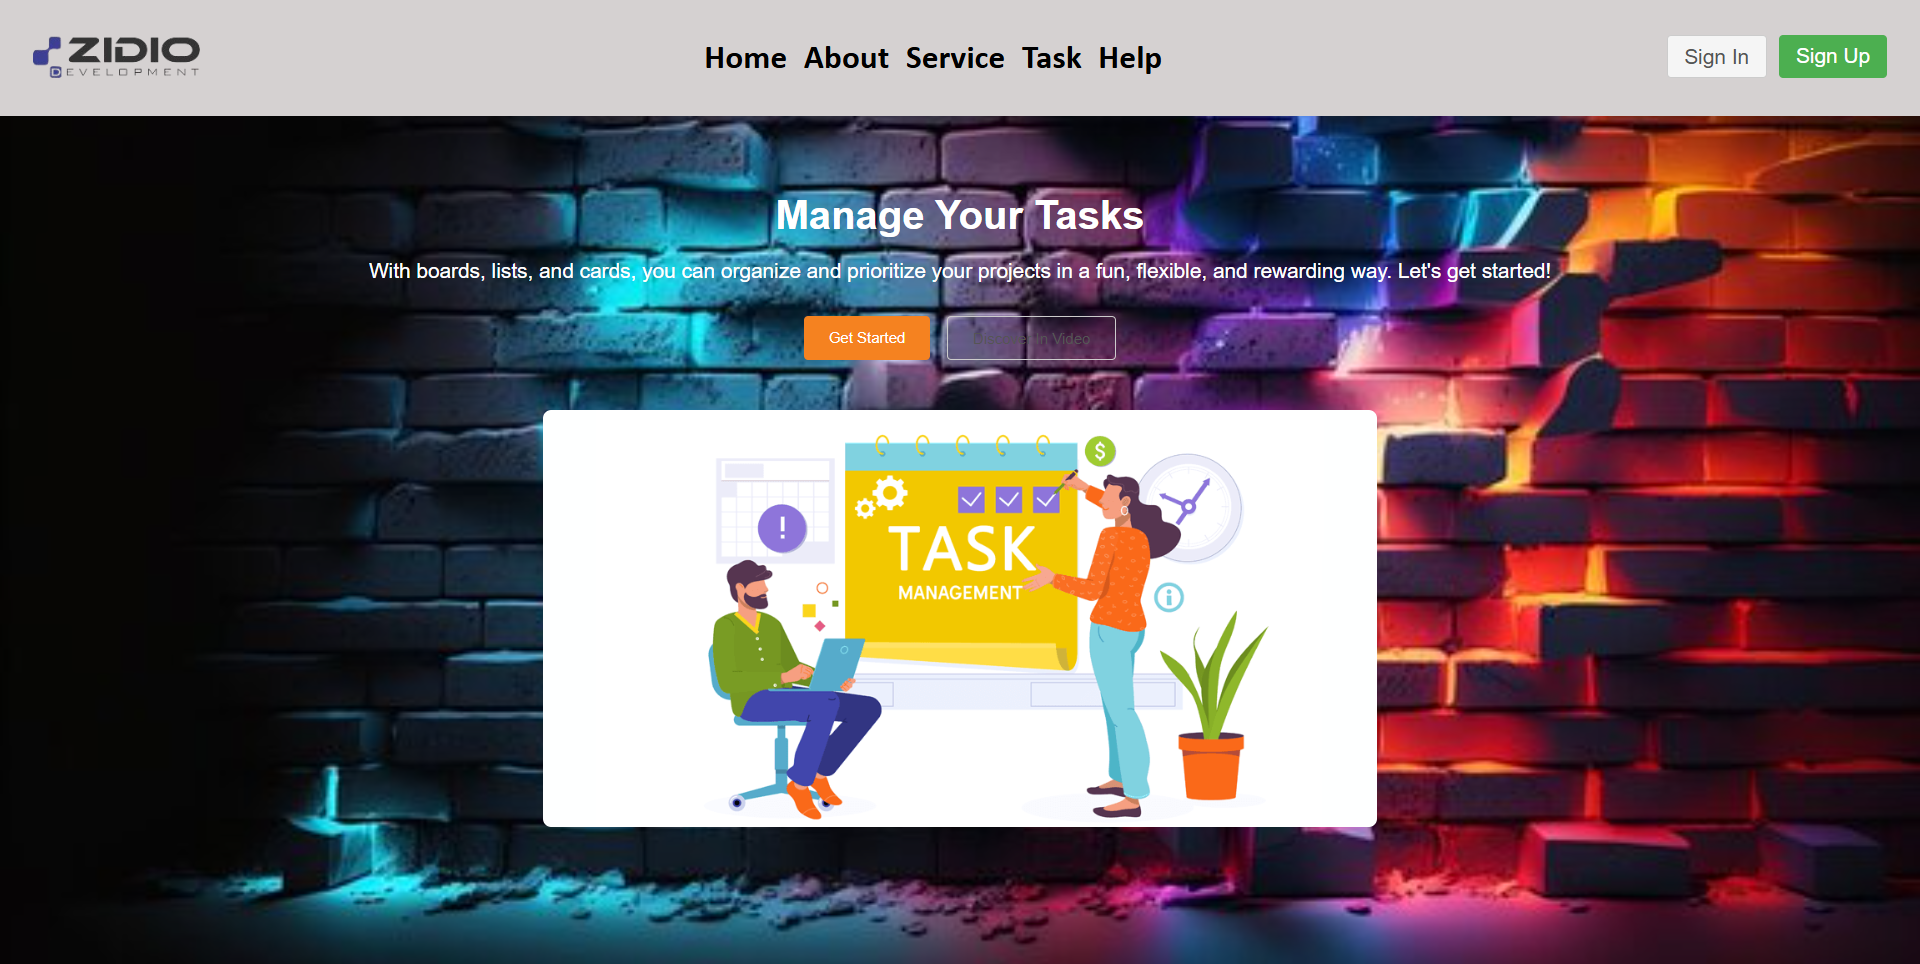 ZIDIO
DEVELOPMENT
Home About Service Task Help
Sign In
Sign Up
Manage Your Tasks
With boards, lists, and cards, you can organize and prioritize your projects in a fun, flexible, and rewarding way. Let's get started!
Get Started
In Video
$
!
TASK
MANAGEMENT
i